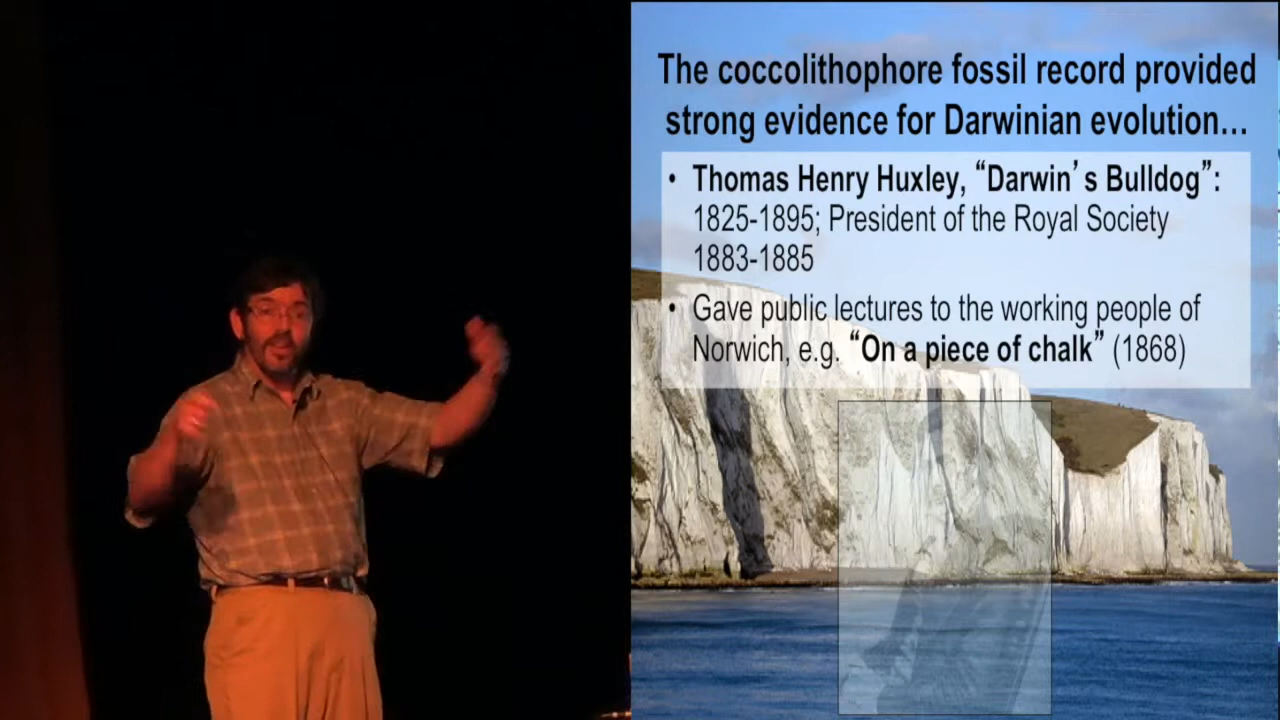 The coccolithophore fossil record provided
strong evidence for Darwinian evolution…
• Thomas Henry Huxley, “Darwin’s Bulldog”:
1825-1895; President of the Royal Society
1883-1885
• Gave public lectures to the working people of
Norwich, e.g. “On a piece of chalk” (1868)